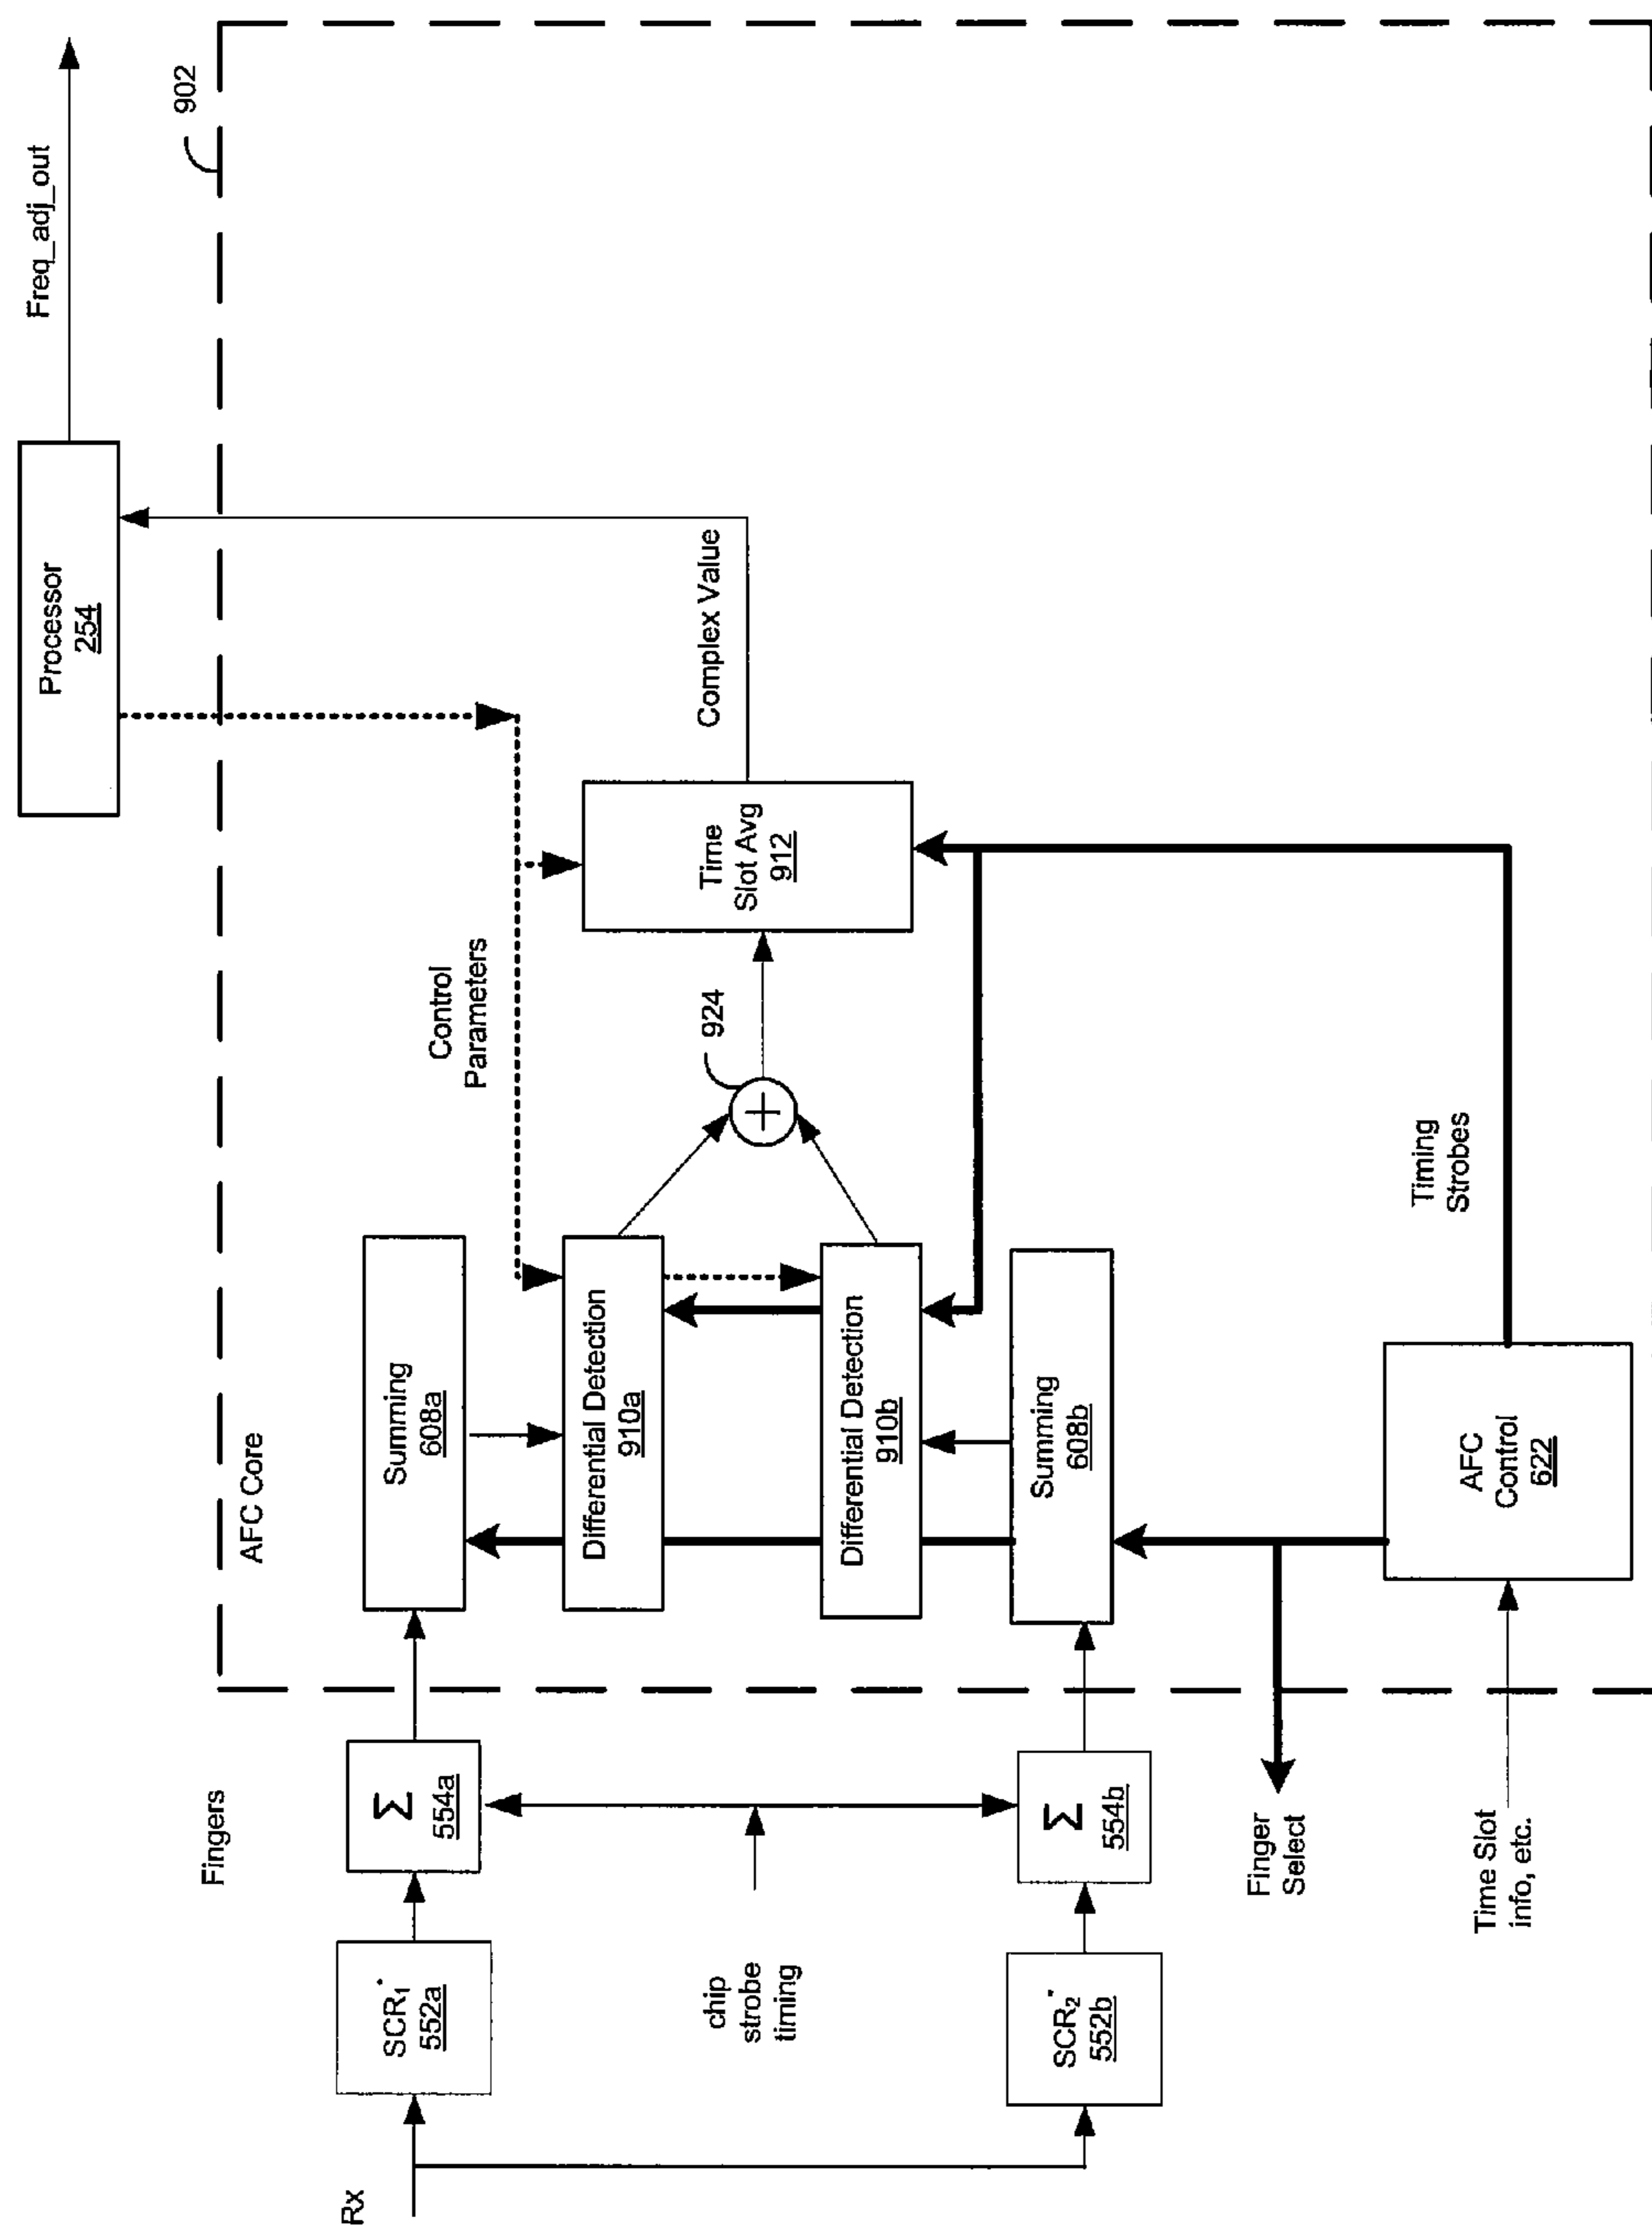 Freq_adj_out
902
Processor
254
Complex Value
Control
Parameters
Time
Slot Avg
912
924
AFC Core
Summing
608a
Differential Detection
910a
Differential Detection
910b
Summing
608b
Timing
Strobes
AFC
Control
622
Fingers
Σ
554a
Σ
554b
Finger
Select
Time Slot
info, etc.
SCR₁*
552a
chip
strobe
timing
SCR₂*
552b
Rx